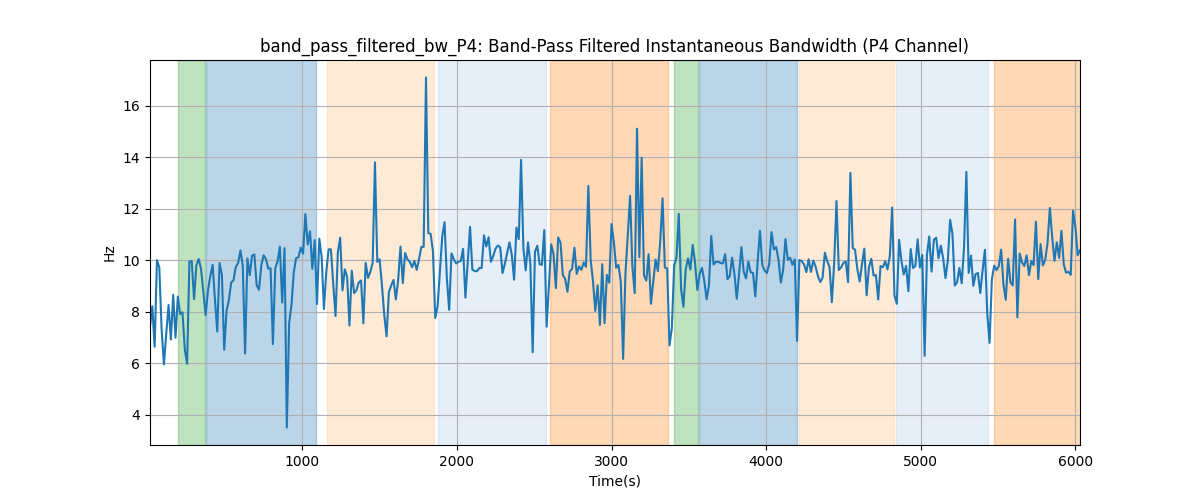 band_pass_filtered_bw_P4: Band-Pass Filtered Instantaneous Bandwidth (P4 Channel)
Hz
16
14
12
10
8
6
4
1000 2000 3000 4000 5000 6000
Time(s)